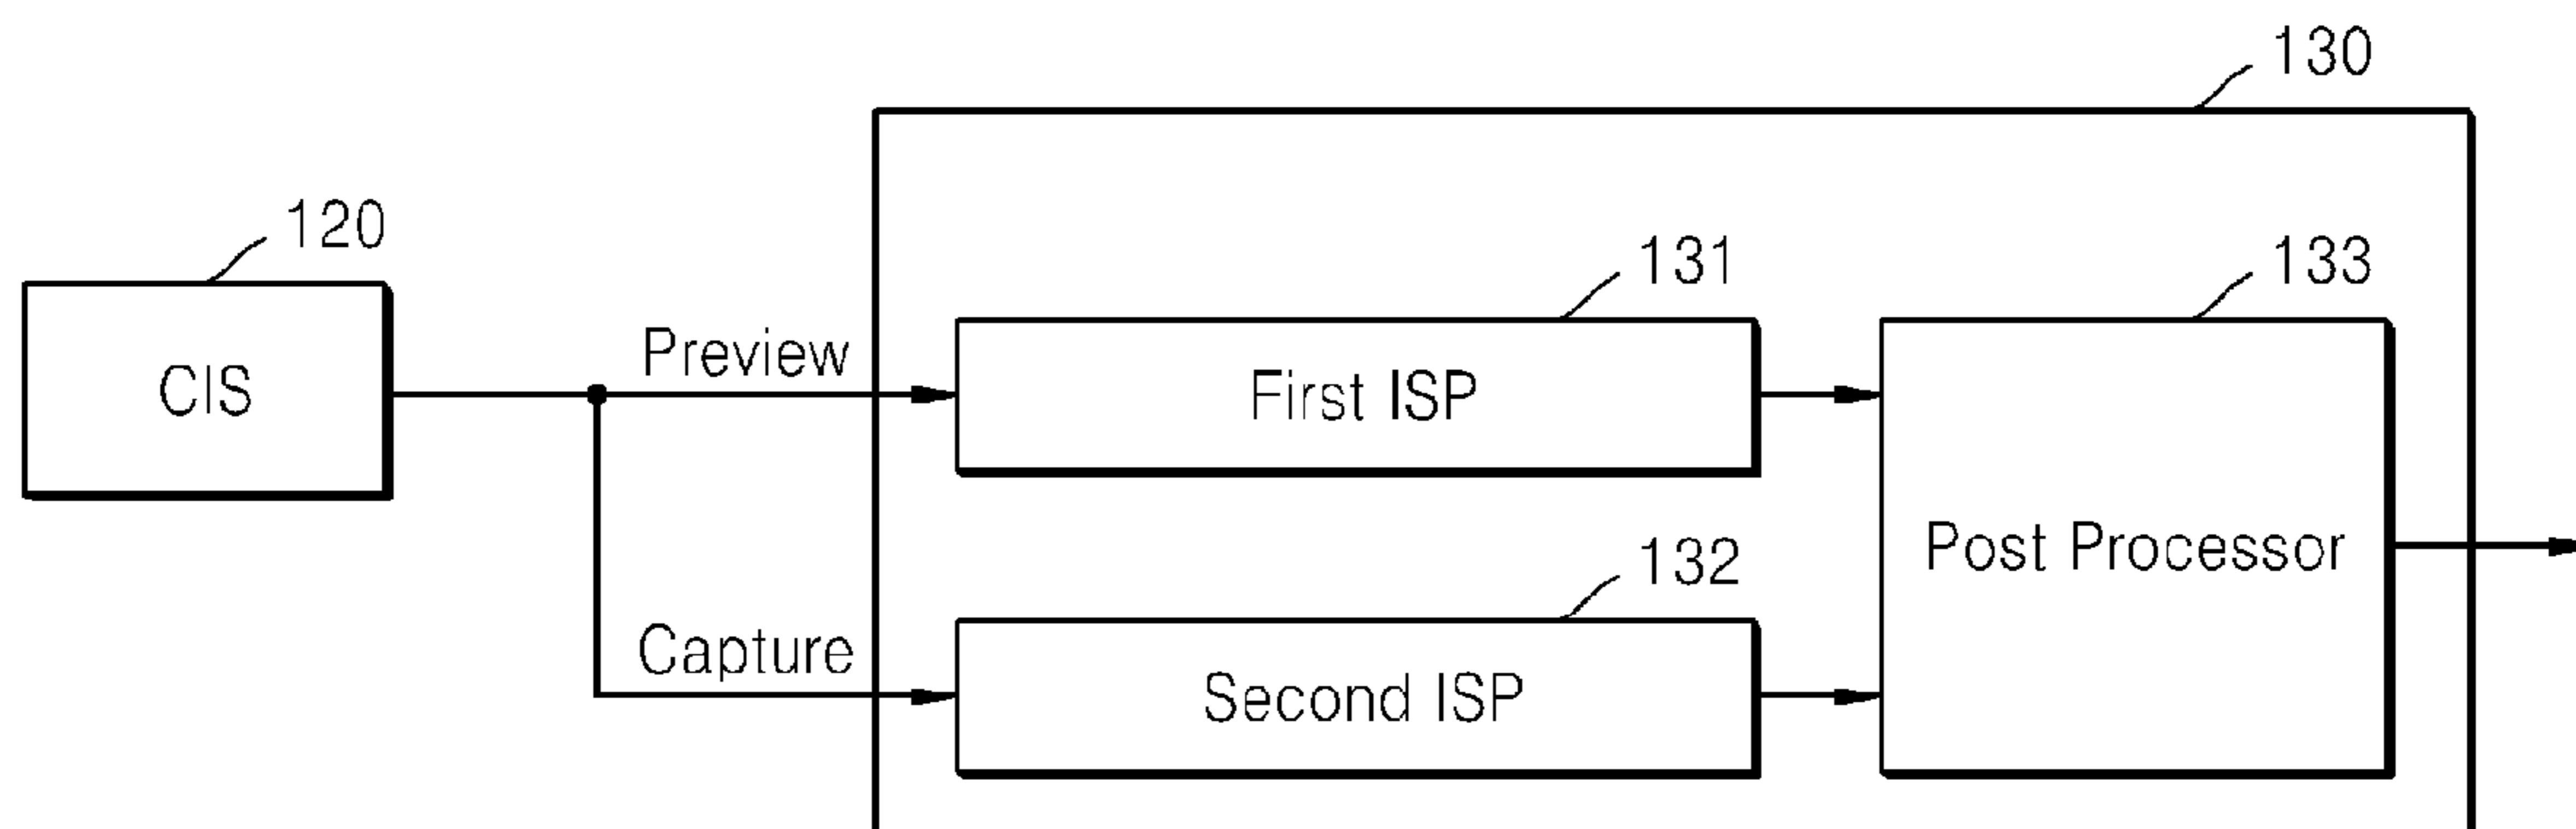 130
120
131
133
Preview
CIS
First ISP
Post Processor
132
Capture
Second ISP